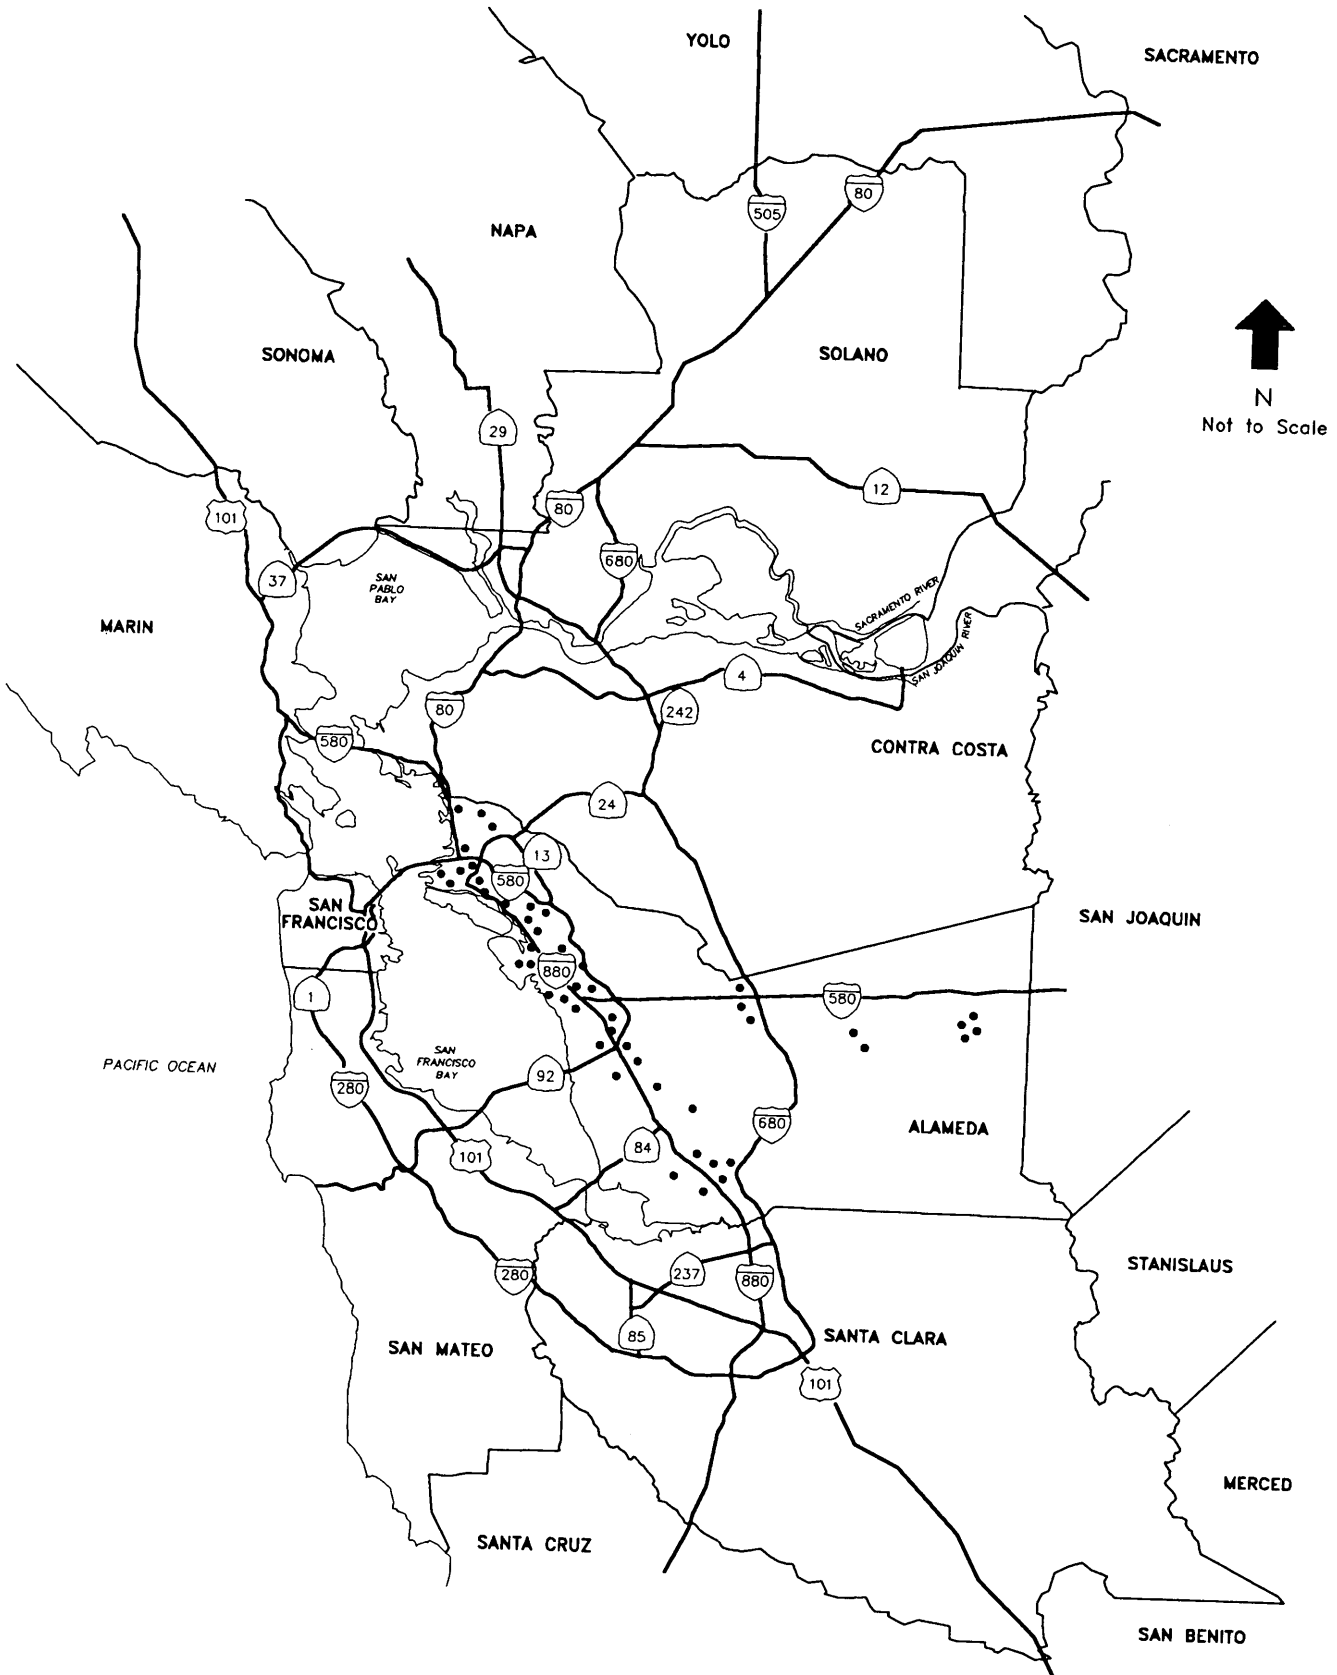 YOLO
SACRAMENTO
80
505
NAPA
SONOMA
SOLANO
N
Not to Scale
29
12
101
80
680
37
SAN
PABLO
BAY
SACRAMENTO RIVER
MARIN
SAN JOAQUIN RIVER
4
80
242
580
CONTRA COSTA
24
13
580
SAN
FRANCISCO
SAN JOAQUIN
880
1
580
SAN
FRANCISCO
BAY
PACIFIC OCEAN
92
280
680
ALAMEDA
84
101
280
237
880
STANISLAUS
85
SANTA CLARA
SAN MATEO
101
MERCED
SANTA CRUZ
SAN BENITO